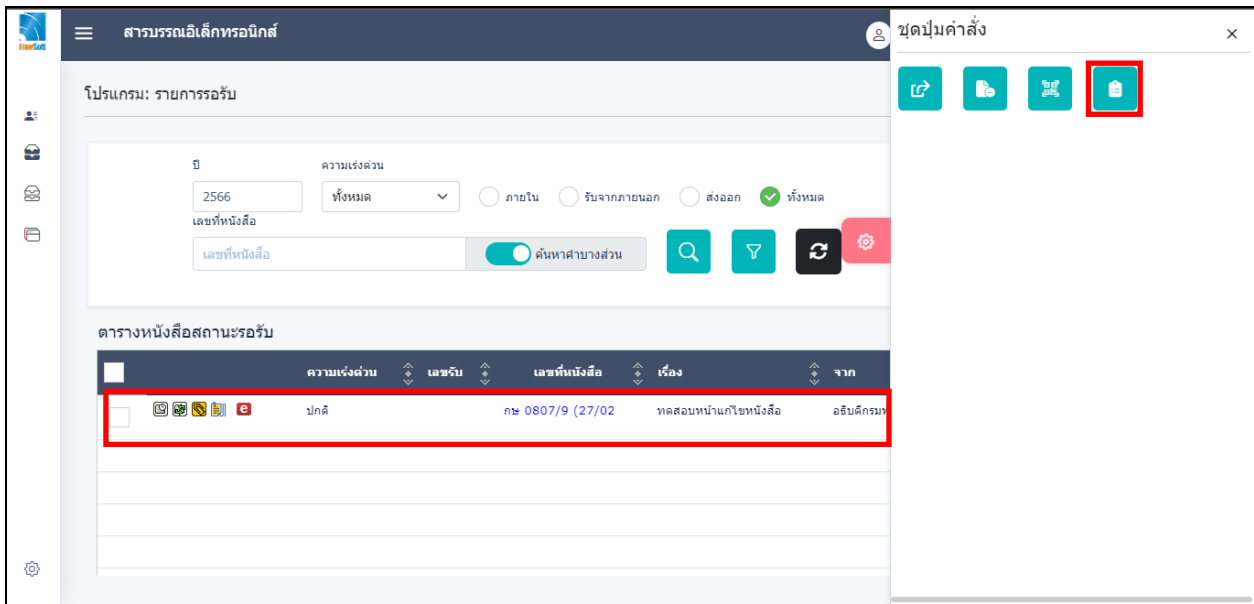 FlowSoft
สารบรรณอิเล็กทรอนิกส์
ชุดปุ่มคำสั่ง
โปรแกรม: รายการรอรับ
ปี
ความเร่งด่วน
2566
ทั้งหมด
ภายใน
รับจากภายนอก
ส่งออก
ทั้งหมด
เลขที่หนังสือ
เลขที่หนังสือ
ค้นหาคำบางส่วน
ตารางหนังสือสถานะรอรับ
ความเร่งด่วน เลขรับ เลขที่หนังสือ เรื่อง จาก
e ปกติ กษ 0807/9 (27/02 ทดสอบหน้าแก้ไขหนังสือ